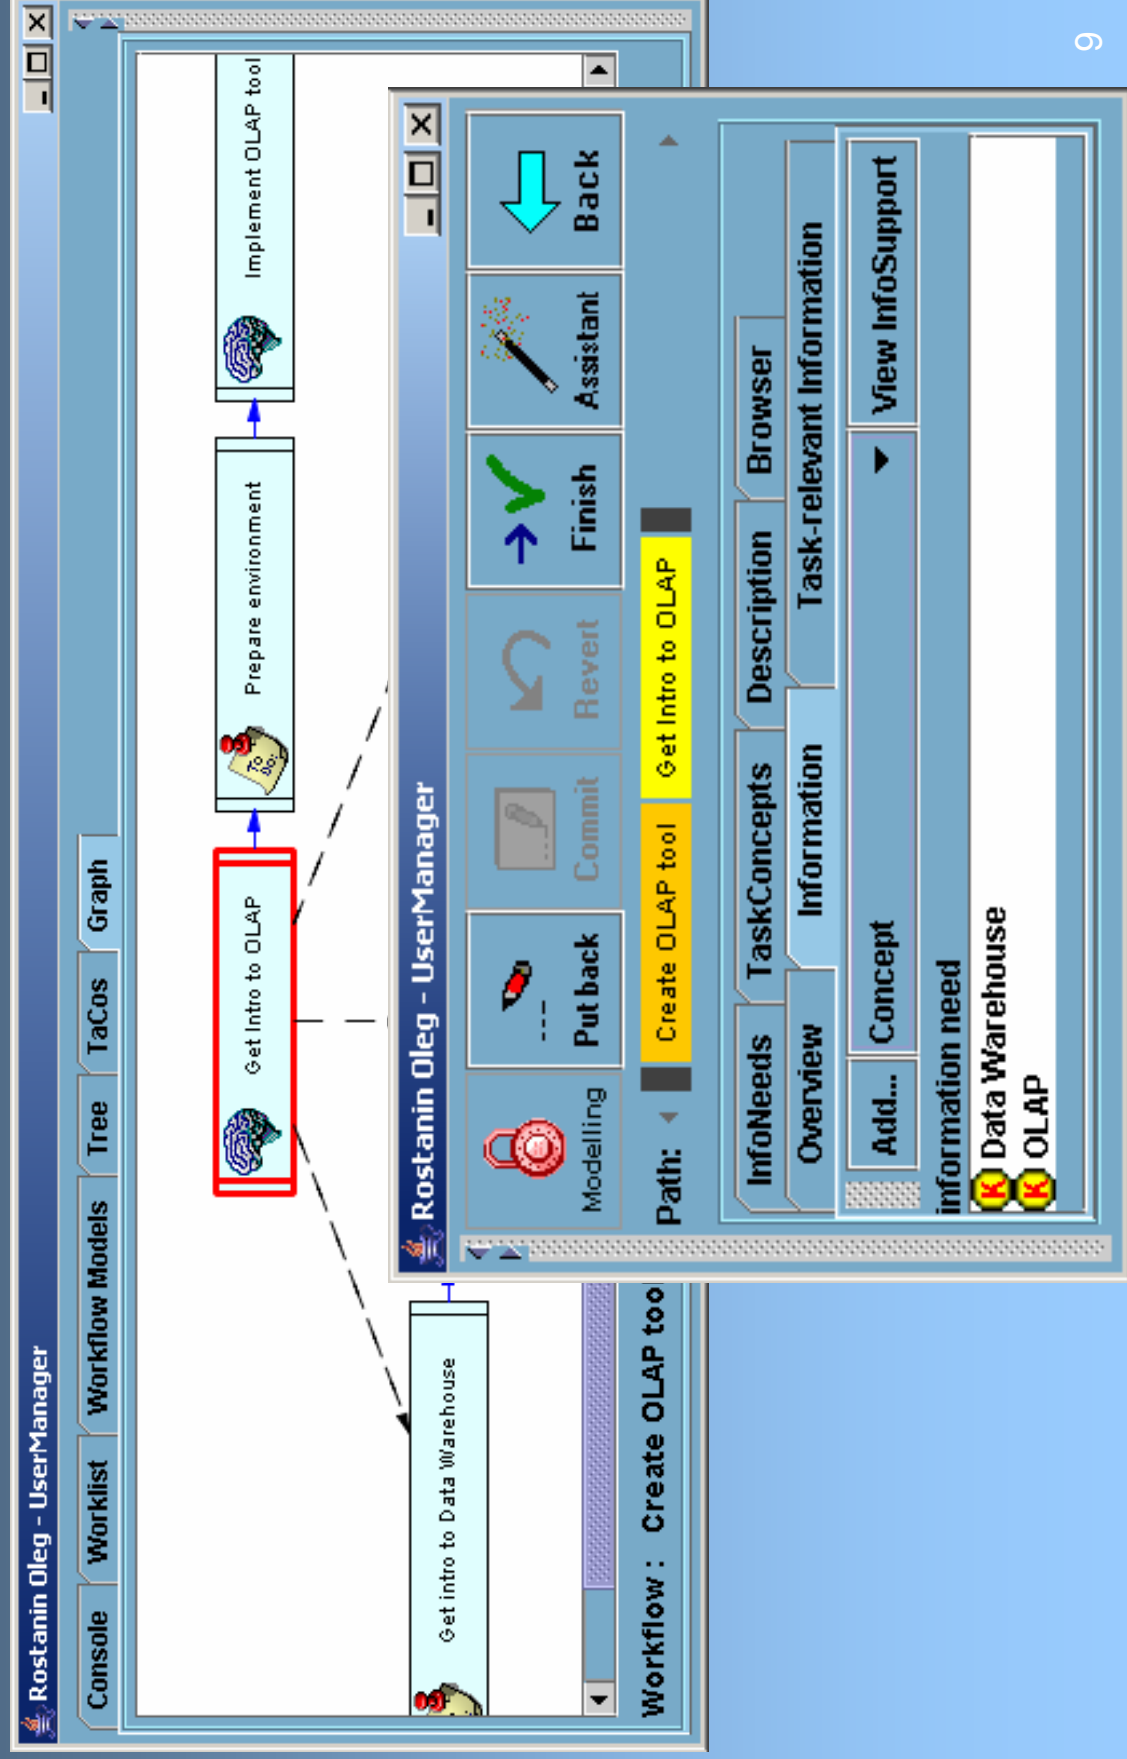 Rostanin Oleg - UserManager
Console Worklist Workflow Models Tree TaCos Graph
Get Intro to OLAP
Prepare environment
Implement OLAP tool
Get intro to Data Warehouse
To
Do:
Workflow : Create OLAP tool
Rostanin Oleg - UserManager
Modelling Put back Commit Revert Finish Assistant Back
Path: Create OLAP tool Get Intro to OLAP
InfoNeeds TaskConcepts Description Browser
Overview Information Task-relevant Information
Add... Concept View InfoSupport
information need
K Data Warehouse
K OLAP
9